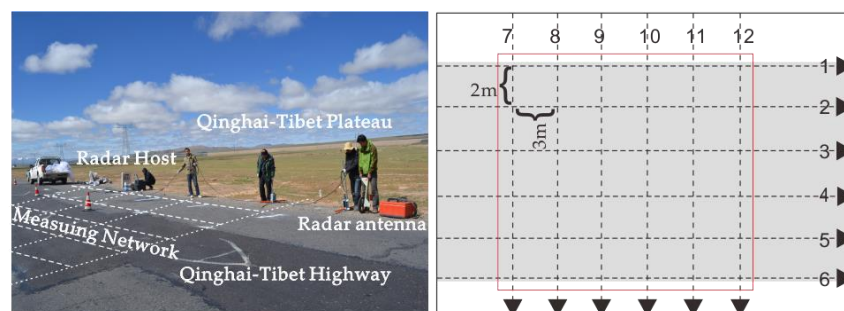 Qinghai-Tibet Plateau
Radar Host
Radar antenna
Measuing Network
Qinghai-Tibet Highway
7 8 9 10 11 12
1
2m
2
3m
3
4
5
6